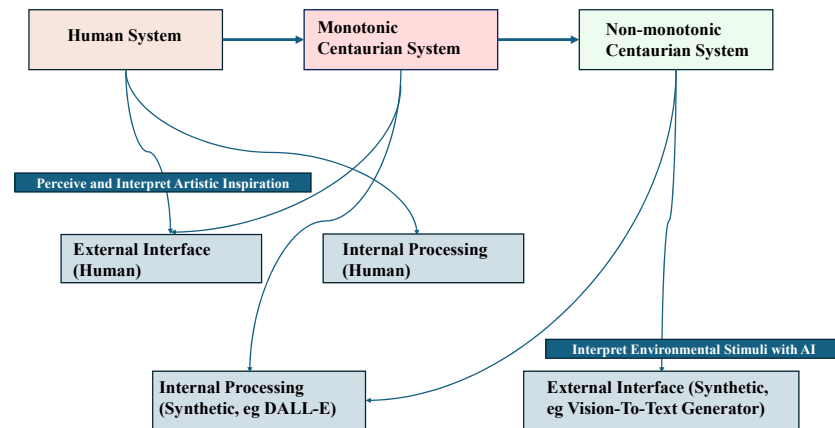 Human System
Monotonic
Centaurian System
Non-monotonic
Centaurian System
Perceive and Interpret Artistic Inspiration
External Interface
(Human)
Internal Processing
(Human)
Interpret Environmental Stimuli with AI
Internal Processing
(Synthetic, eg DALL-E)
External Interface (Synthetic,
eg Vision-To-Text Generator)